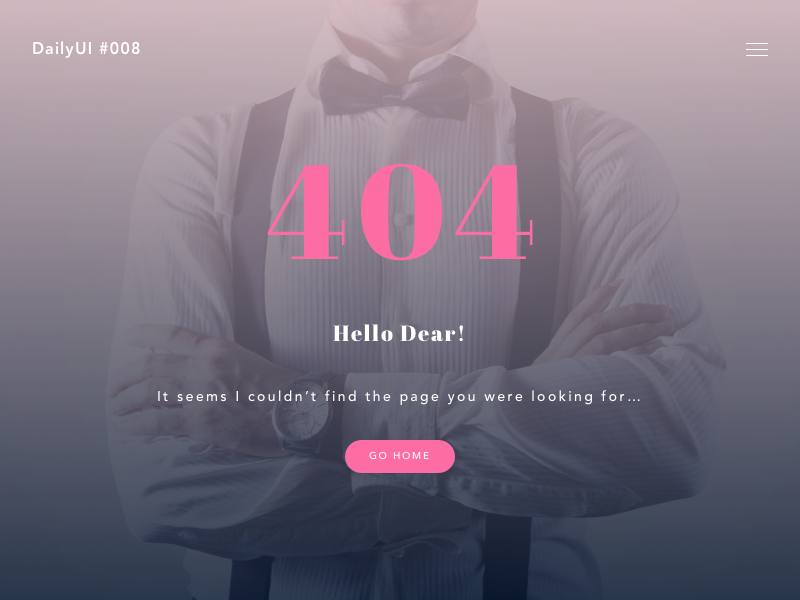 DailyUI #008
404
Hello Dear!
It seems I couldn’t find the page you were looking for…
GO HOME